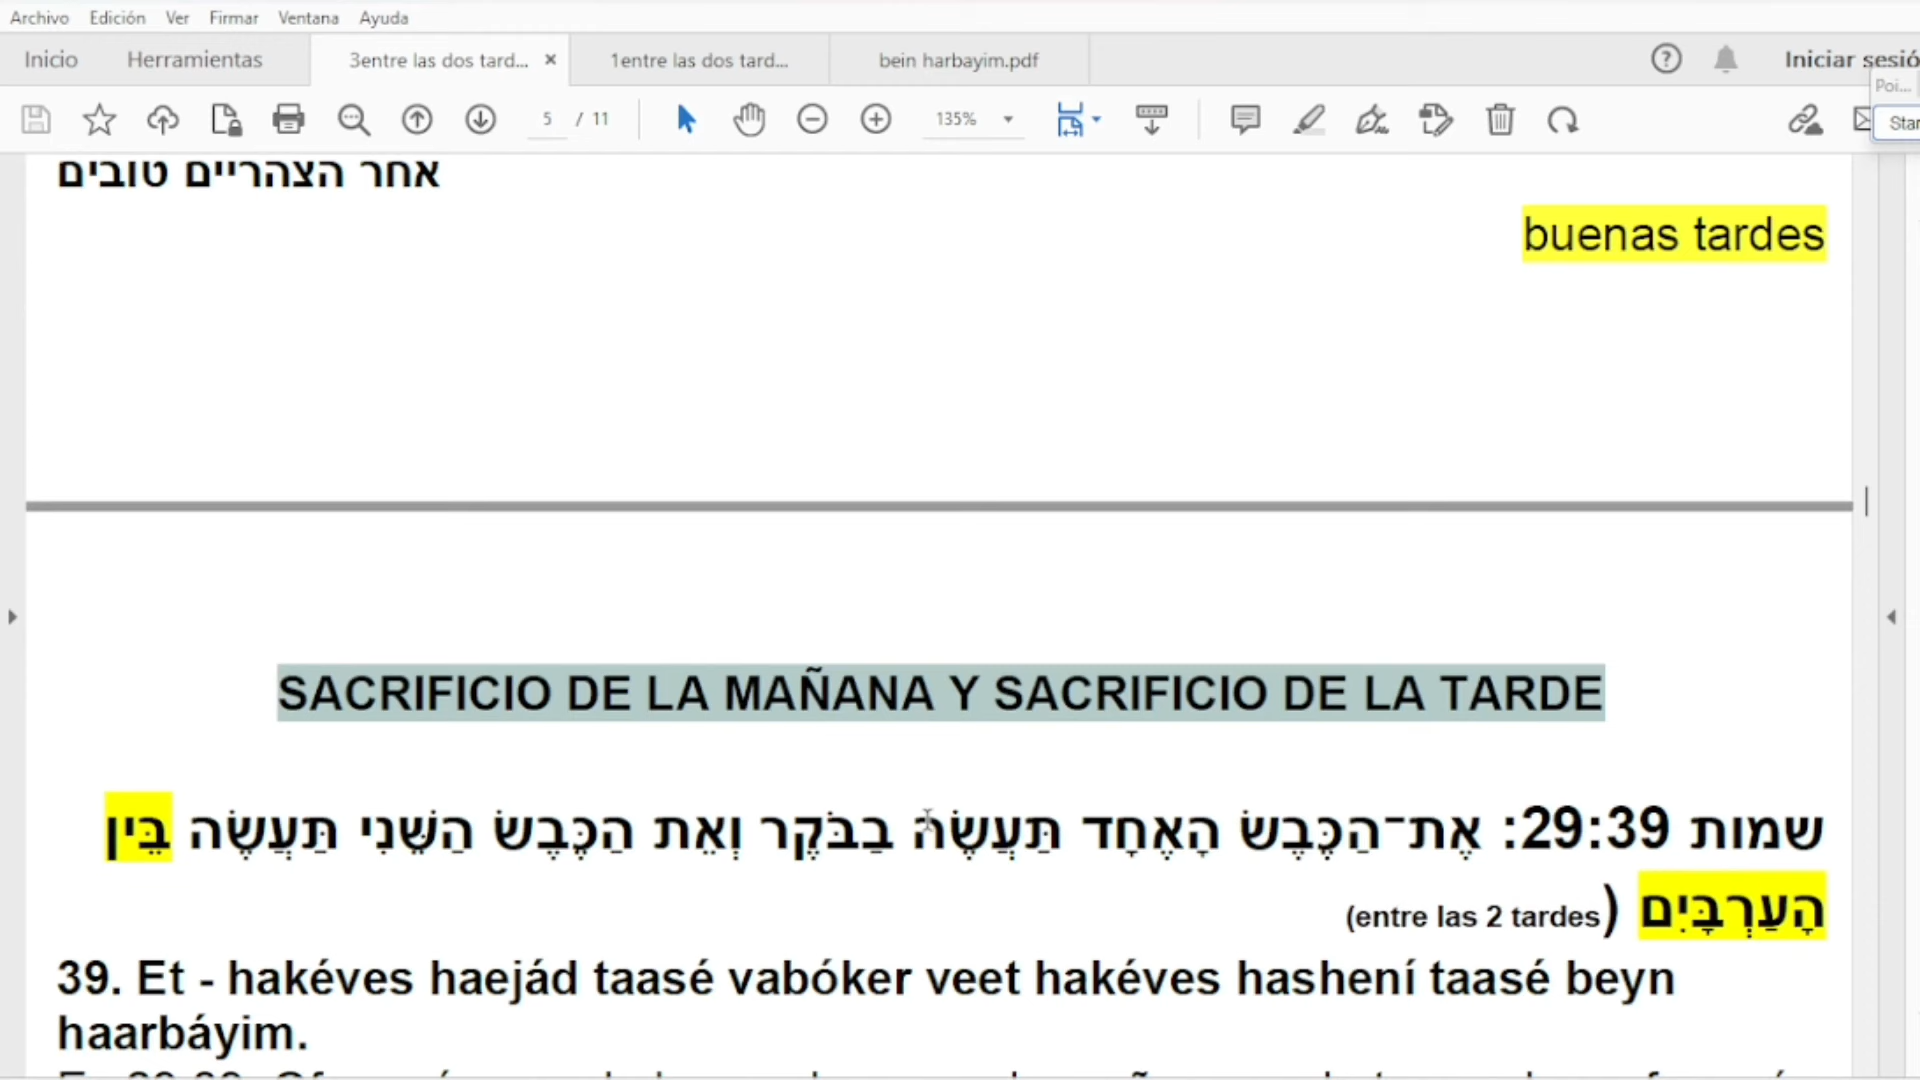 Archivo Edición Ver Firmar Ventana Ayuda
Inicio Herramientas 3entre las dos tard... × 1entre las dos tard... bein harbayim.pdf Iniciar sesió
Poi...
5 / 11 135% Star
אחר הצהריים טובים
buenas tardes
SACRIFICIO DE LA MAÑANA Y SACRIFICIO DE LA TARDE
שמות 29:39: אֶת־הַכֶּבֶשׂ הָאֶחָד תַּעֲשֶׂה בַבֹּקֶר וְאֵת הַכֶּבֶשׂ הַשֵּׁנִי תַּעֲשֶׂה בֵּין
הָעַרְבָּיִם (entre las 2 tardes)
39. Et - hakéves haejád taasé vabóker veet hakéves hashení taasé beyn
haarbáyim.